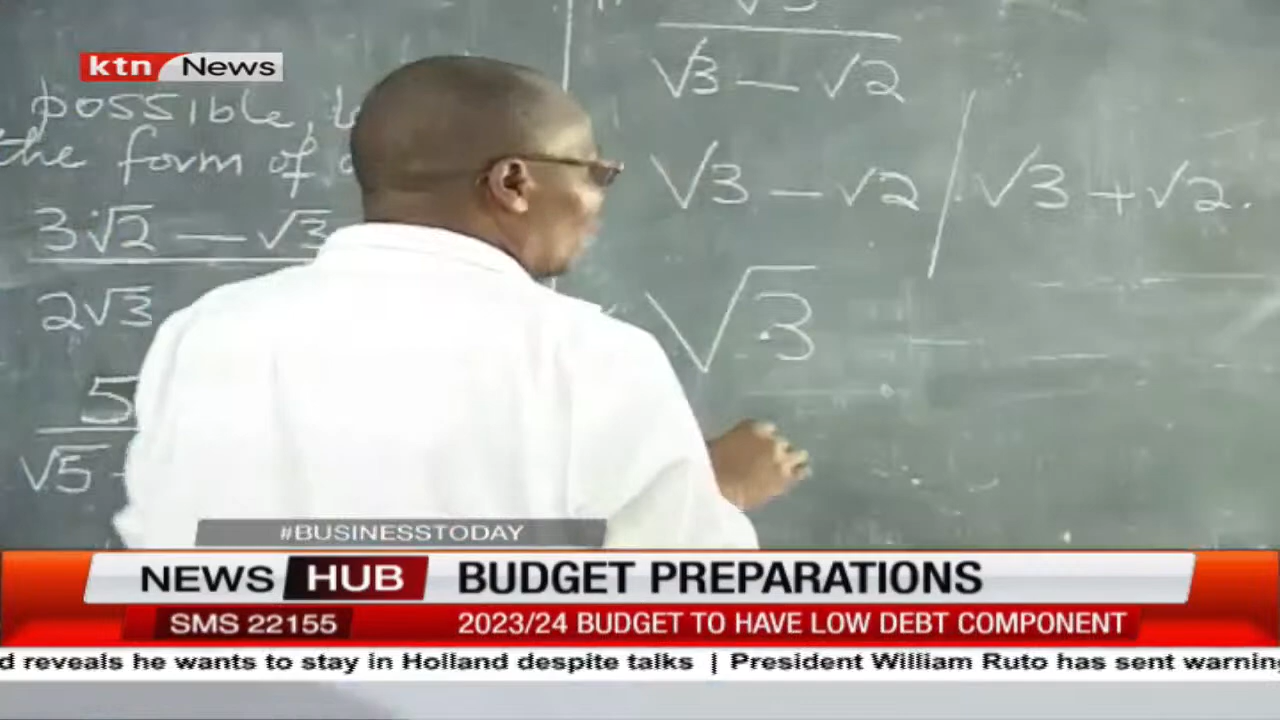 ktn News
possible,
the form of
3√2 — √3
2√3
5
√5
√3
√3 — √2
√3 — √2 / √3 + √2.
√3
#BUSINESSTODAY
NEWS HUB BUDGET PREPARATIONS
SMS 22155 2023/24 BUDGET TO HAVE LOW DEBT COMPONENT
d reveals he wants to stay in Holland despite talks | President William Ruto has sent warning